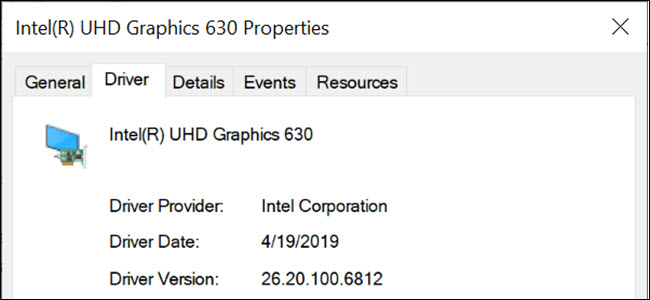 Intel(R) UHD Graphics 630 Properties
General Driver Details Events Resources
Intel(R) UHD Graphics 630
Driver Provider: Intel Corporation
Driver Date: 4/19/2019
Driver Version: 26.20.100.6812